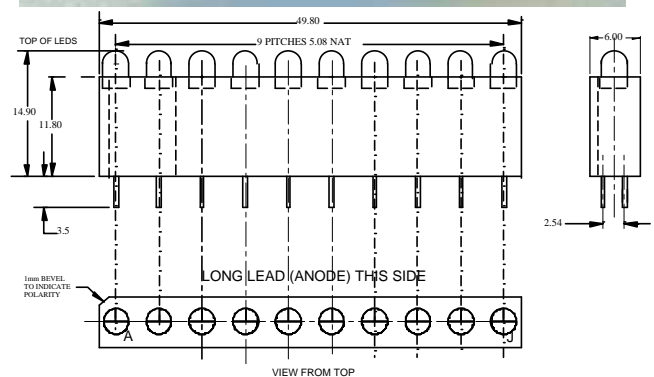 49.80
TOP OF LEDS
9 PITCHES 5.08 NAT
6.00
14.90
11.80
2.54
3.5
1mm BEVEL
TO INDICATE
POLARITY
LONG LEAD (ANODE) THIS SIDE
A
J
VIEW FROM TOP